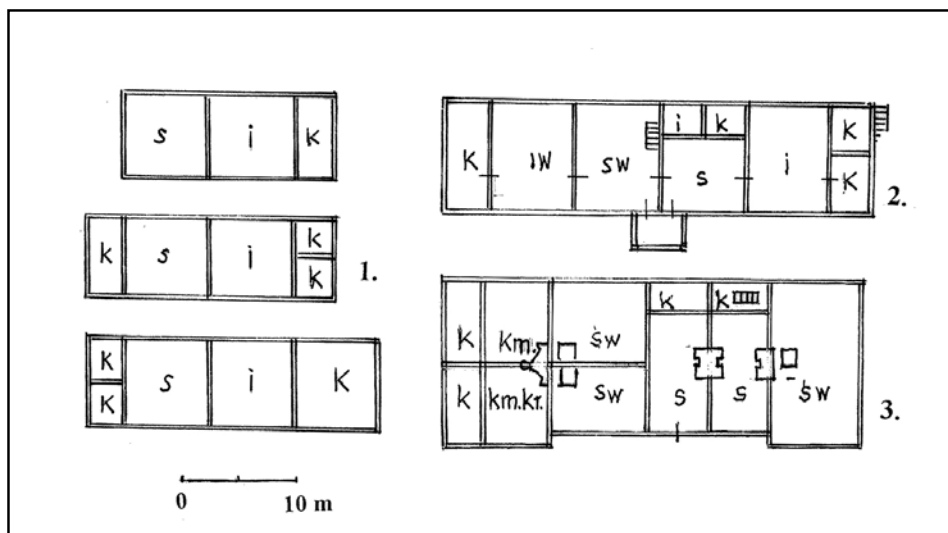 s i k
k s i k
k
1.
k
k s i K
0 10 m
K iw sw i k s i K
K
2.
k km. św k k
k km.kr. sw s s św
3.